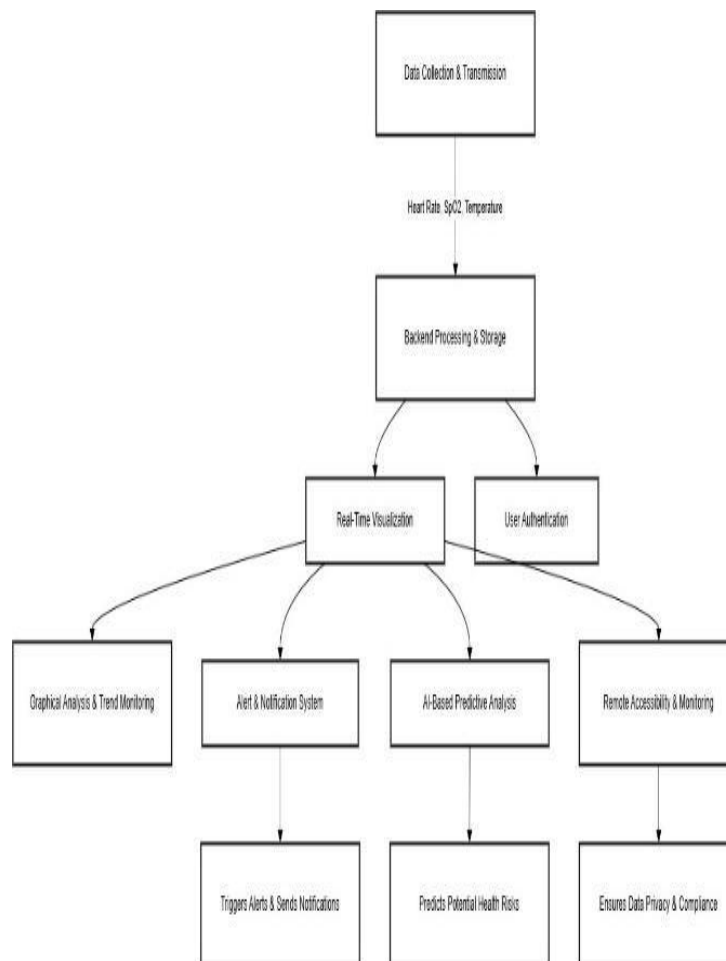 Data Collection & Transmission
Heart Rate, SpO2, Temperature
Backend Processing & Storage
Real-Time Visualization
User Authentication
Graphical Analysis & Trend Monitoring
Alert & Notification System
AI-Based Predictive Analysis
Remote Accessibility & Monitoring
Triggers Alerts & Sends Notifications
Predicts Potential Health Risks
Ensures Data Privacy & Compliance